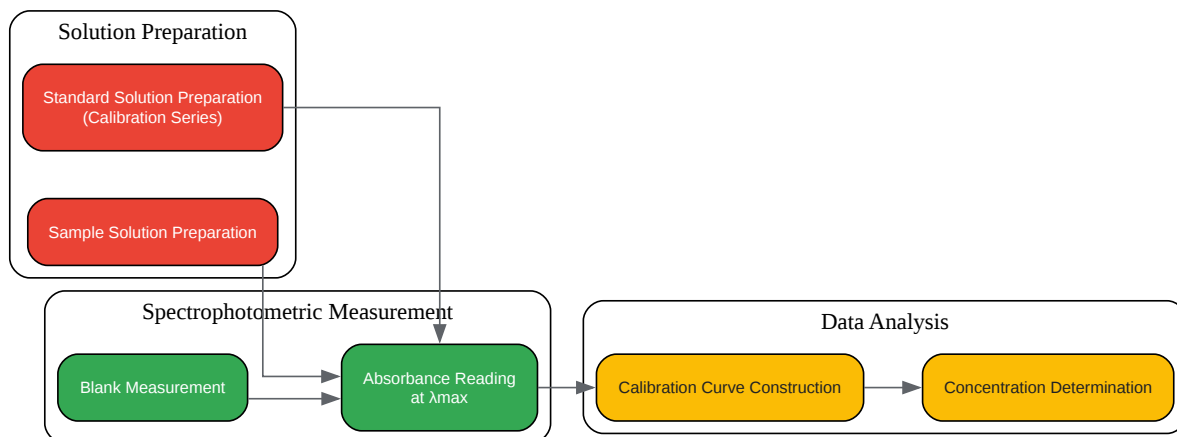 Solution Preparation
Standard Solution Preparation
(Calibration Series)
Sample Solution Preparation
Spectrophotometric Measurement
Blank Measurement
Absorbance Reading
at λmax
Data Analysis
Calibration Curve Construction
Concentration Determination